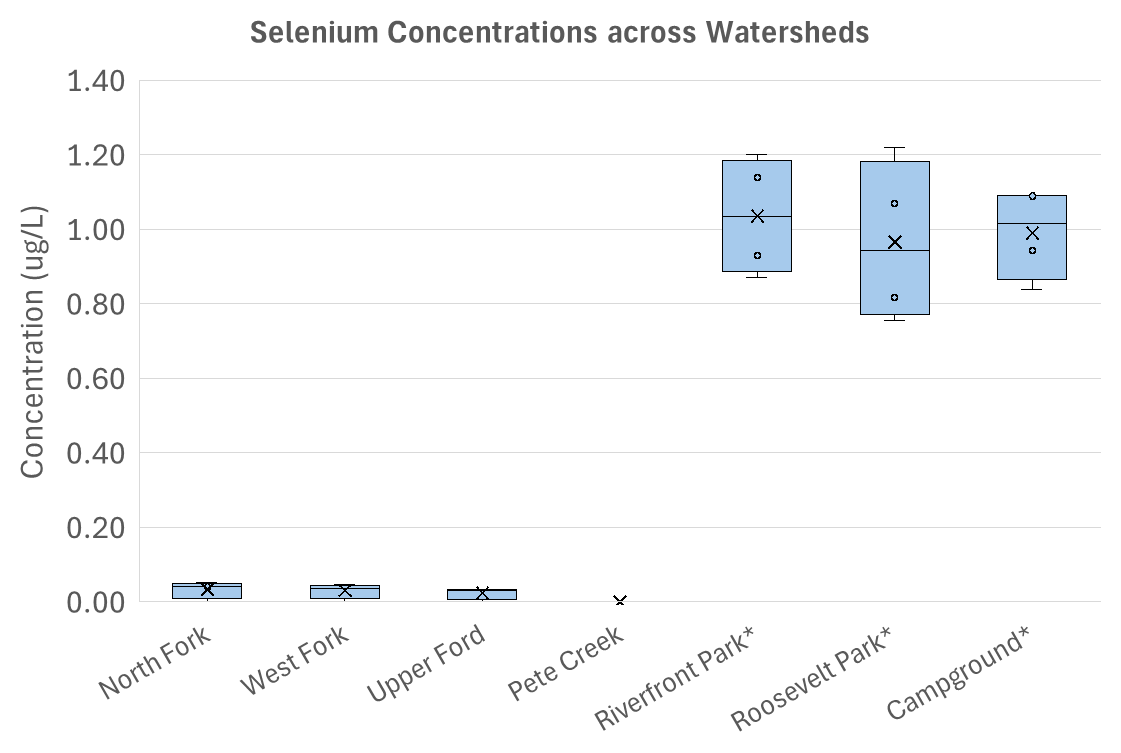 Selenium Concentrations across Watersheds
Concentration (ug/L)
1.40
1.20
1.00
0.80
0.60
0.40
0.20
0.00
North Fork
West Fork
Upper Ford
Pete Creek
Riverfront Park*
Roosevelt Park*
Campground*